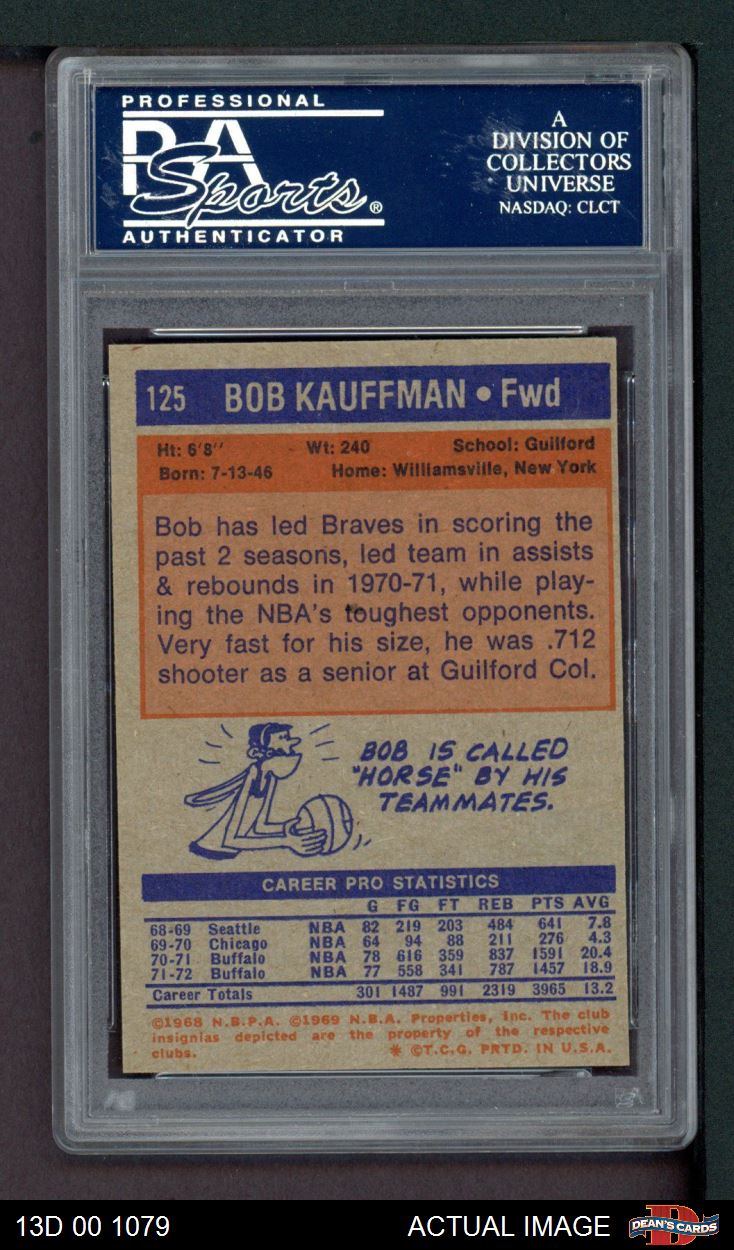 PROFESSIONAL
PSA
Sports®
AUTHENTICATOR
A
DIVISION OF
COLLECTORS
UNIVERSE
NASDAQ: CLCT
125 BOB KAUFFMAN • Fwd
Ht: 6'8" Wt: 240 School: Guilford
Born: 7-13-46 Home: Williamsville, New York
Bob has led Braves in scoring the
past 2 seasons, led team in assists
& rebounds in 1970-71, while play-
ing the NBA's toughest opponents.
Very fast for his size, he was .712
shooter as a senior at Guilford Col.
BOB IS CALLED
"HORSE" BY HIS
TEAMMATES.
CAREER PRO STATISTICS
G FG FT REB PTS AVG
68-69 Seattle NBA 82 219 203 484 641 7.8
69-70 Chicago NBA 64 94 88 211 276 4.3
70-71 Buffalo NBA 78 616 359 837 1591 20.4
71-72 Buffalo NBA 77 558 341 787 1457 18.9
Career Totals 301 1487 991 2319 3965 13.2
©1968 N.B.P.A. ©1969 N.B.A. Properties, Inc. The club
insignias depicted are the property of the respective
clubs. * ©T.C.G. PRTD. IN U.S.A.
13D 00 1079 ACTUAL IMAGE DEAN'S CARDS